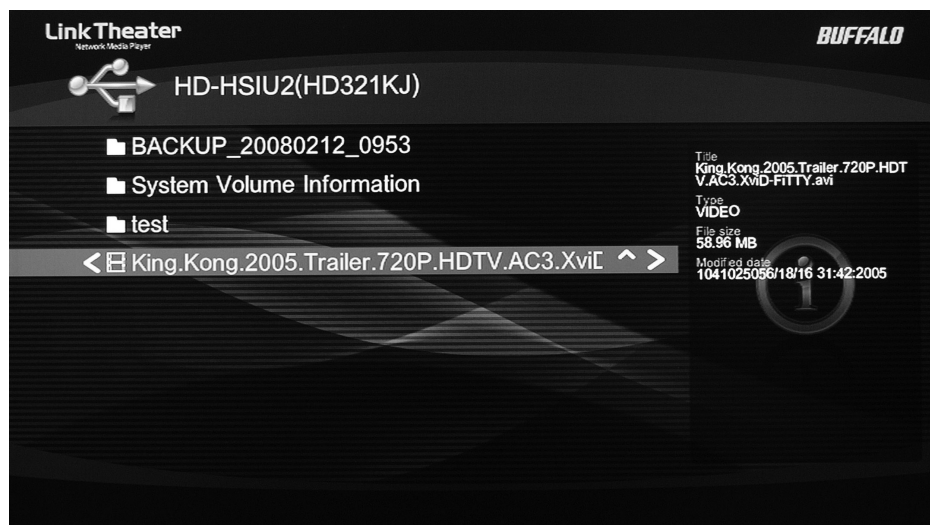 LinkTheater
Network Media Player
BUFFALO
HD-HSIU2(HD321KJ)
BACKUP_20080212_0953
System Volume Information
test
< King.Kong.2005.Trailer.720P.HDTV.AC3.Xvi ^ >
Title
King.Kong.2005.Trailer.720P.HDT
V.AC3.XviD-FiTTY.avi
Type
VIDEO
File size
58.96 MB
Modified date
1041025056/18/16 31:42:2005